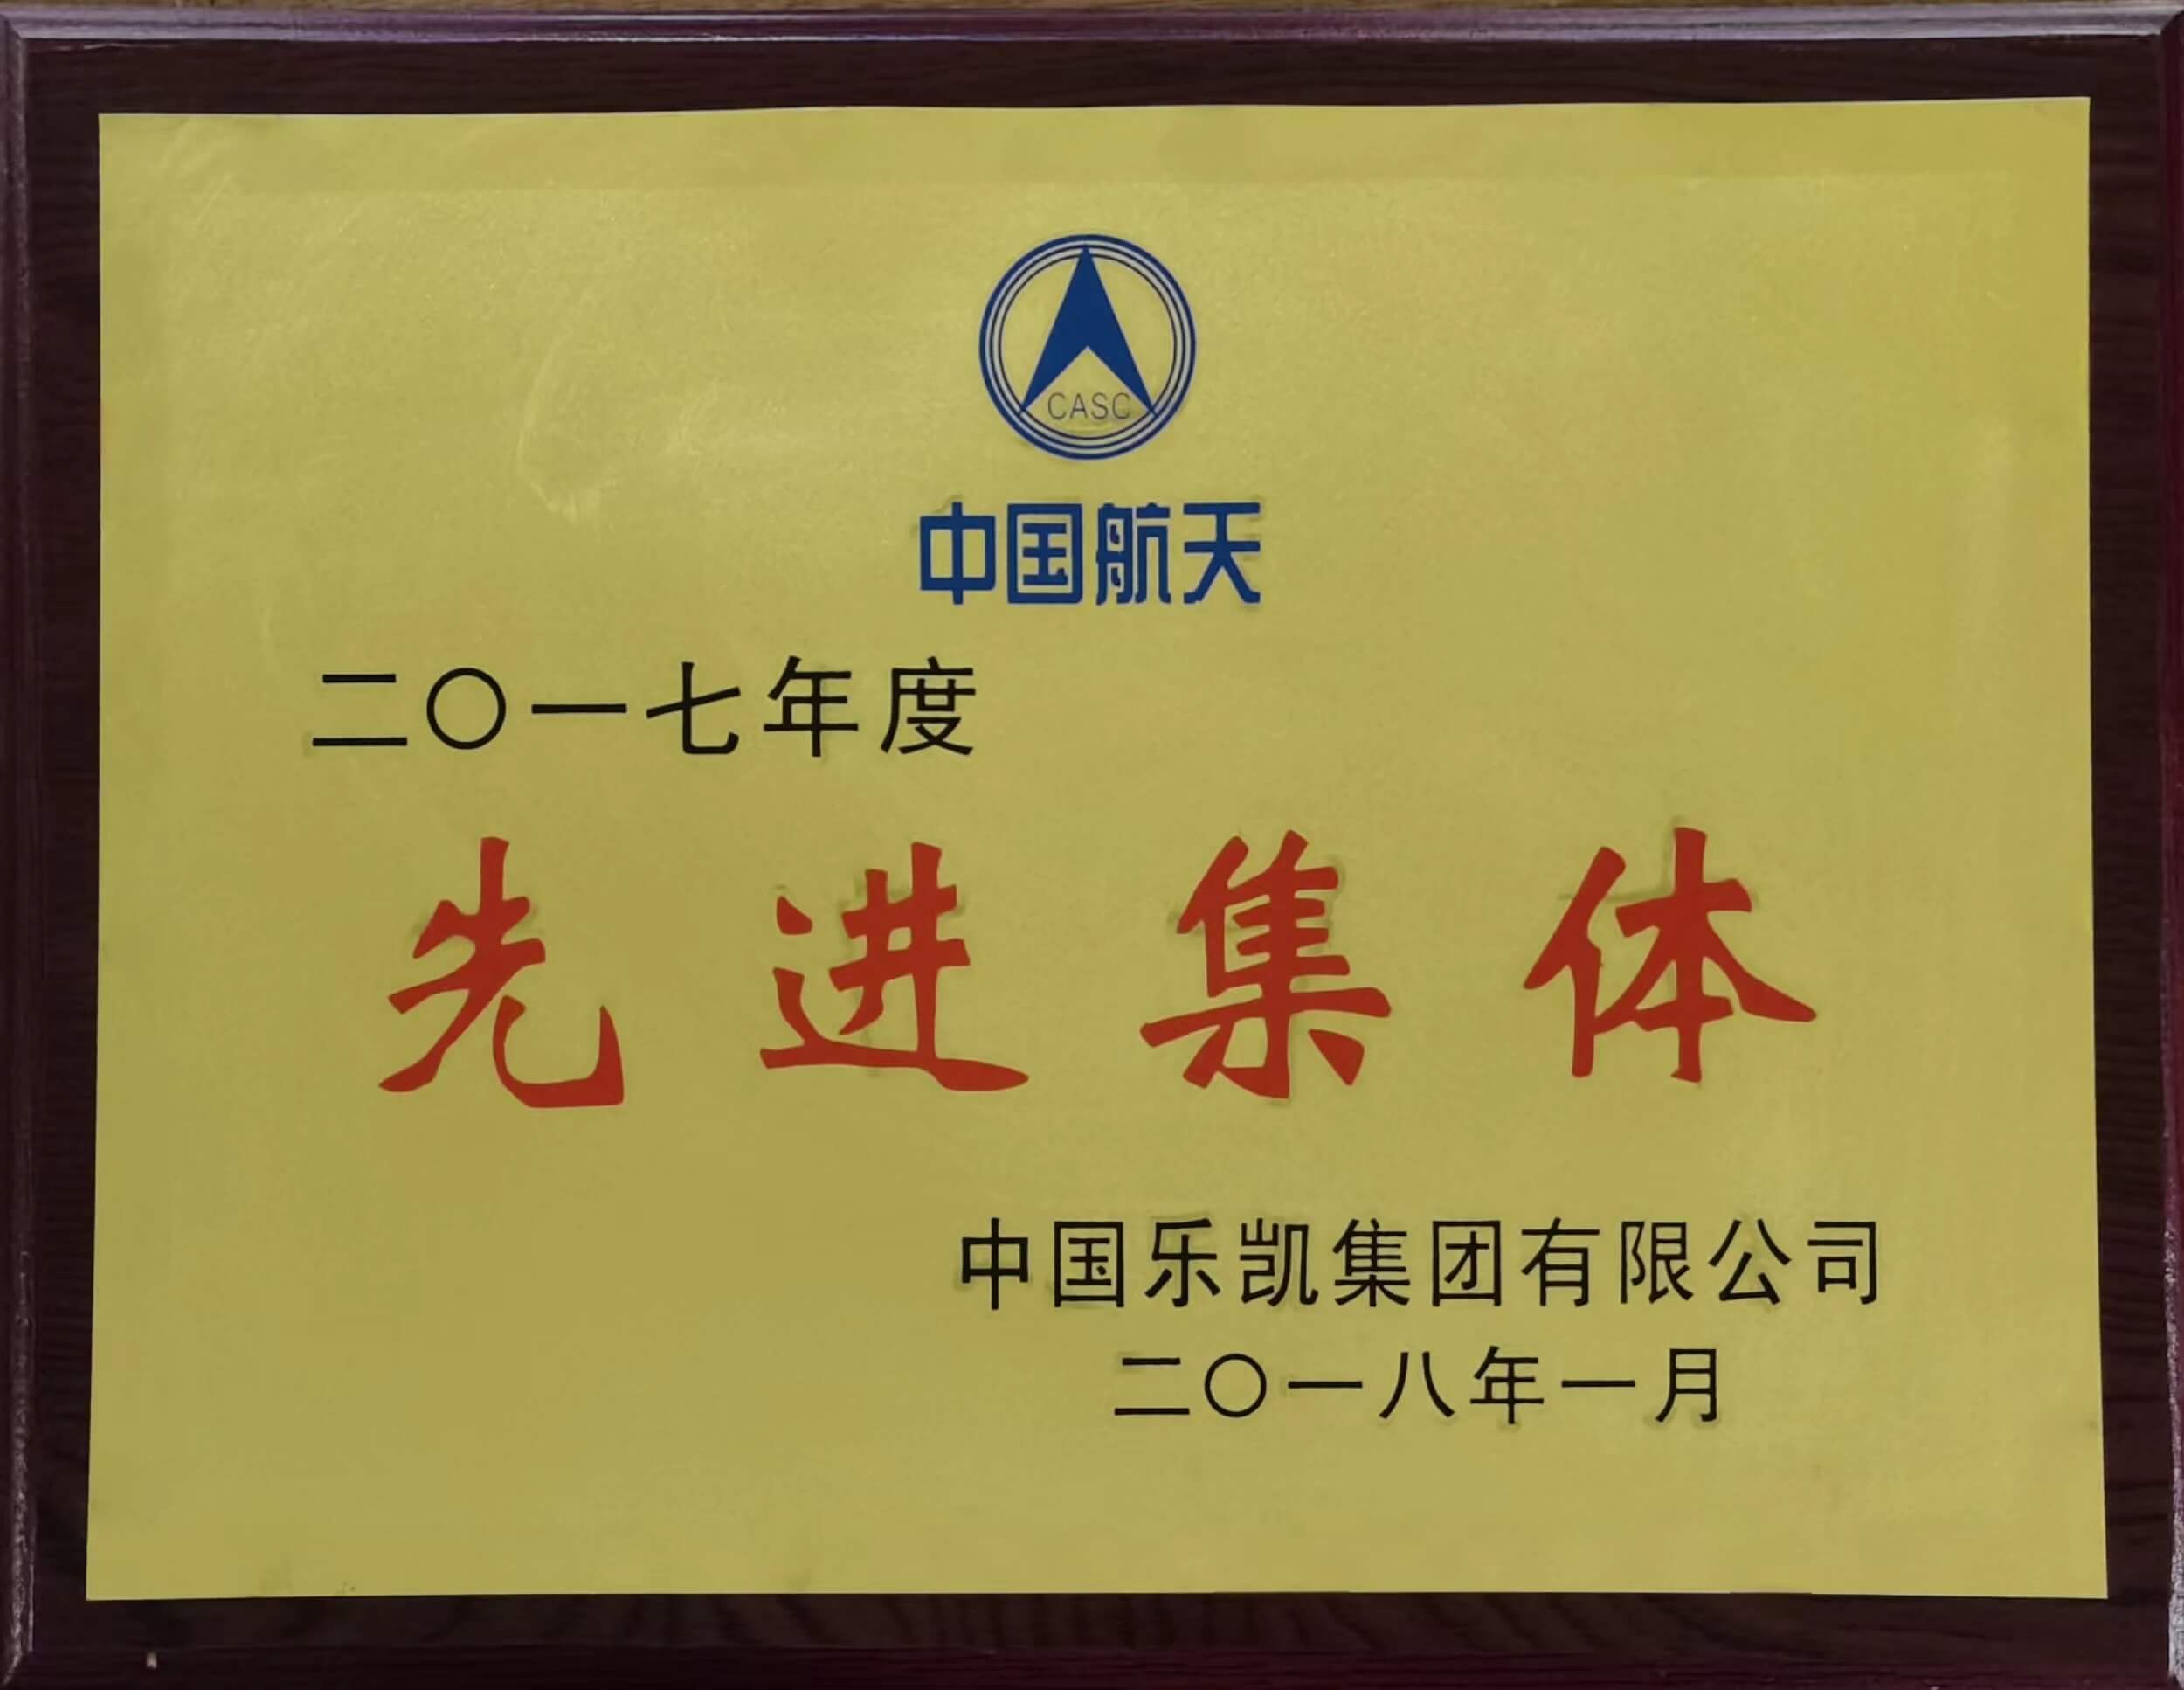 CASC
中国航天
二〇一七年度
先进集体
中国乐凯集团有限公司
二〇一八年一月